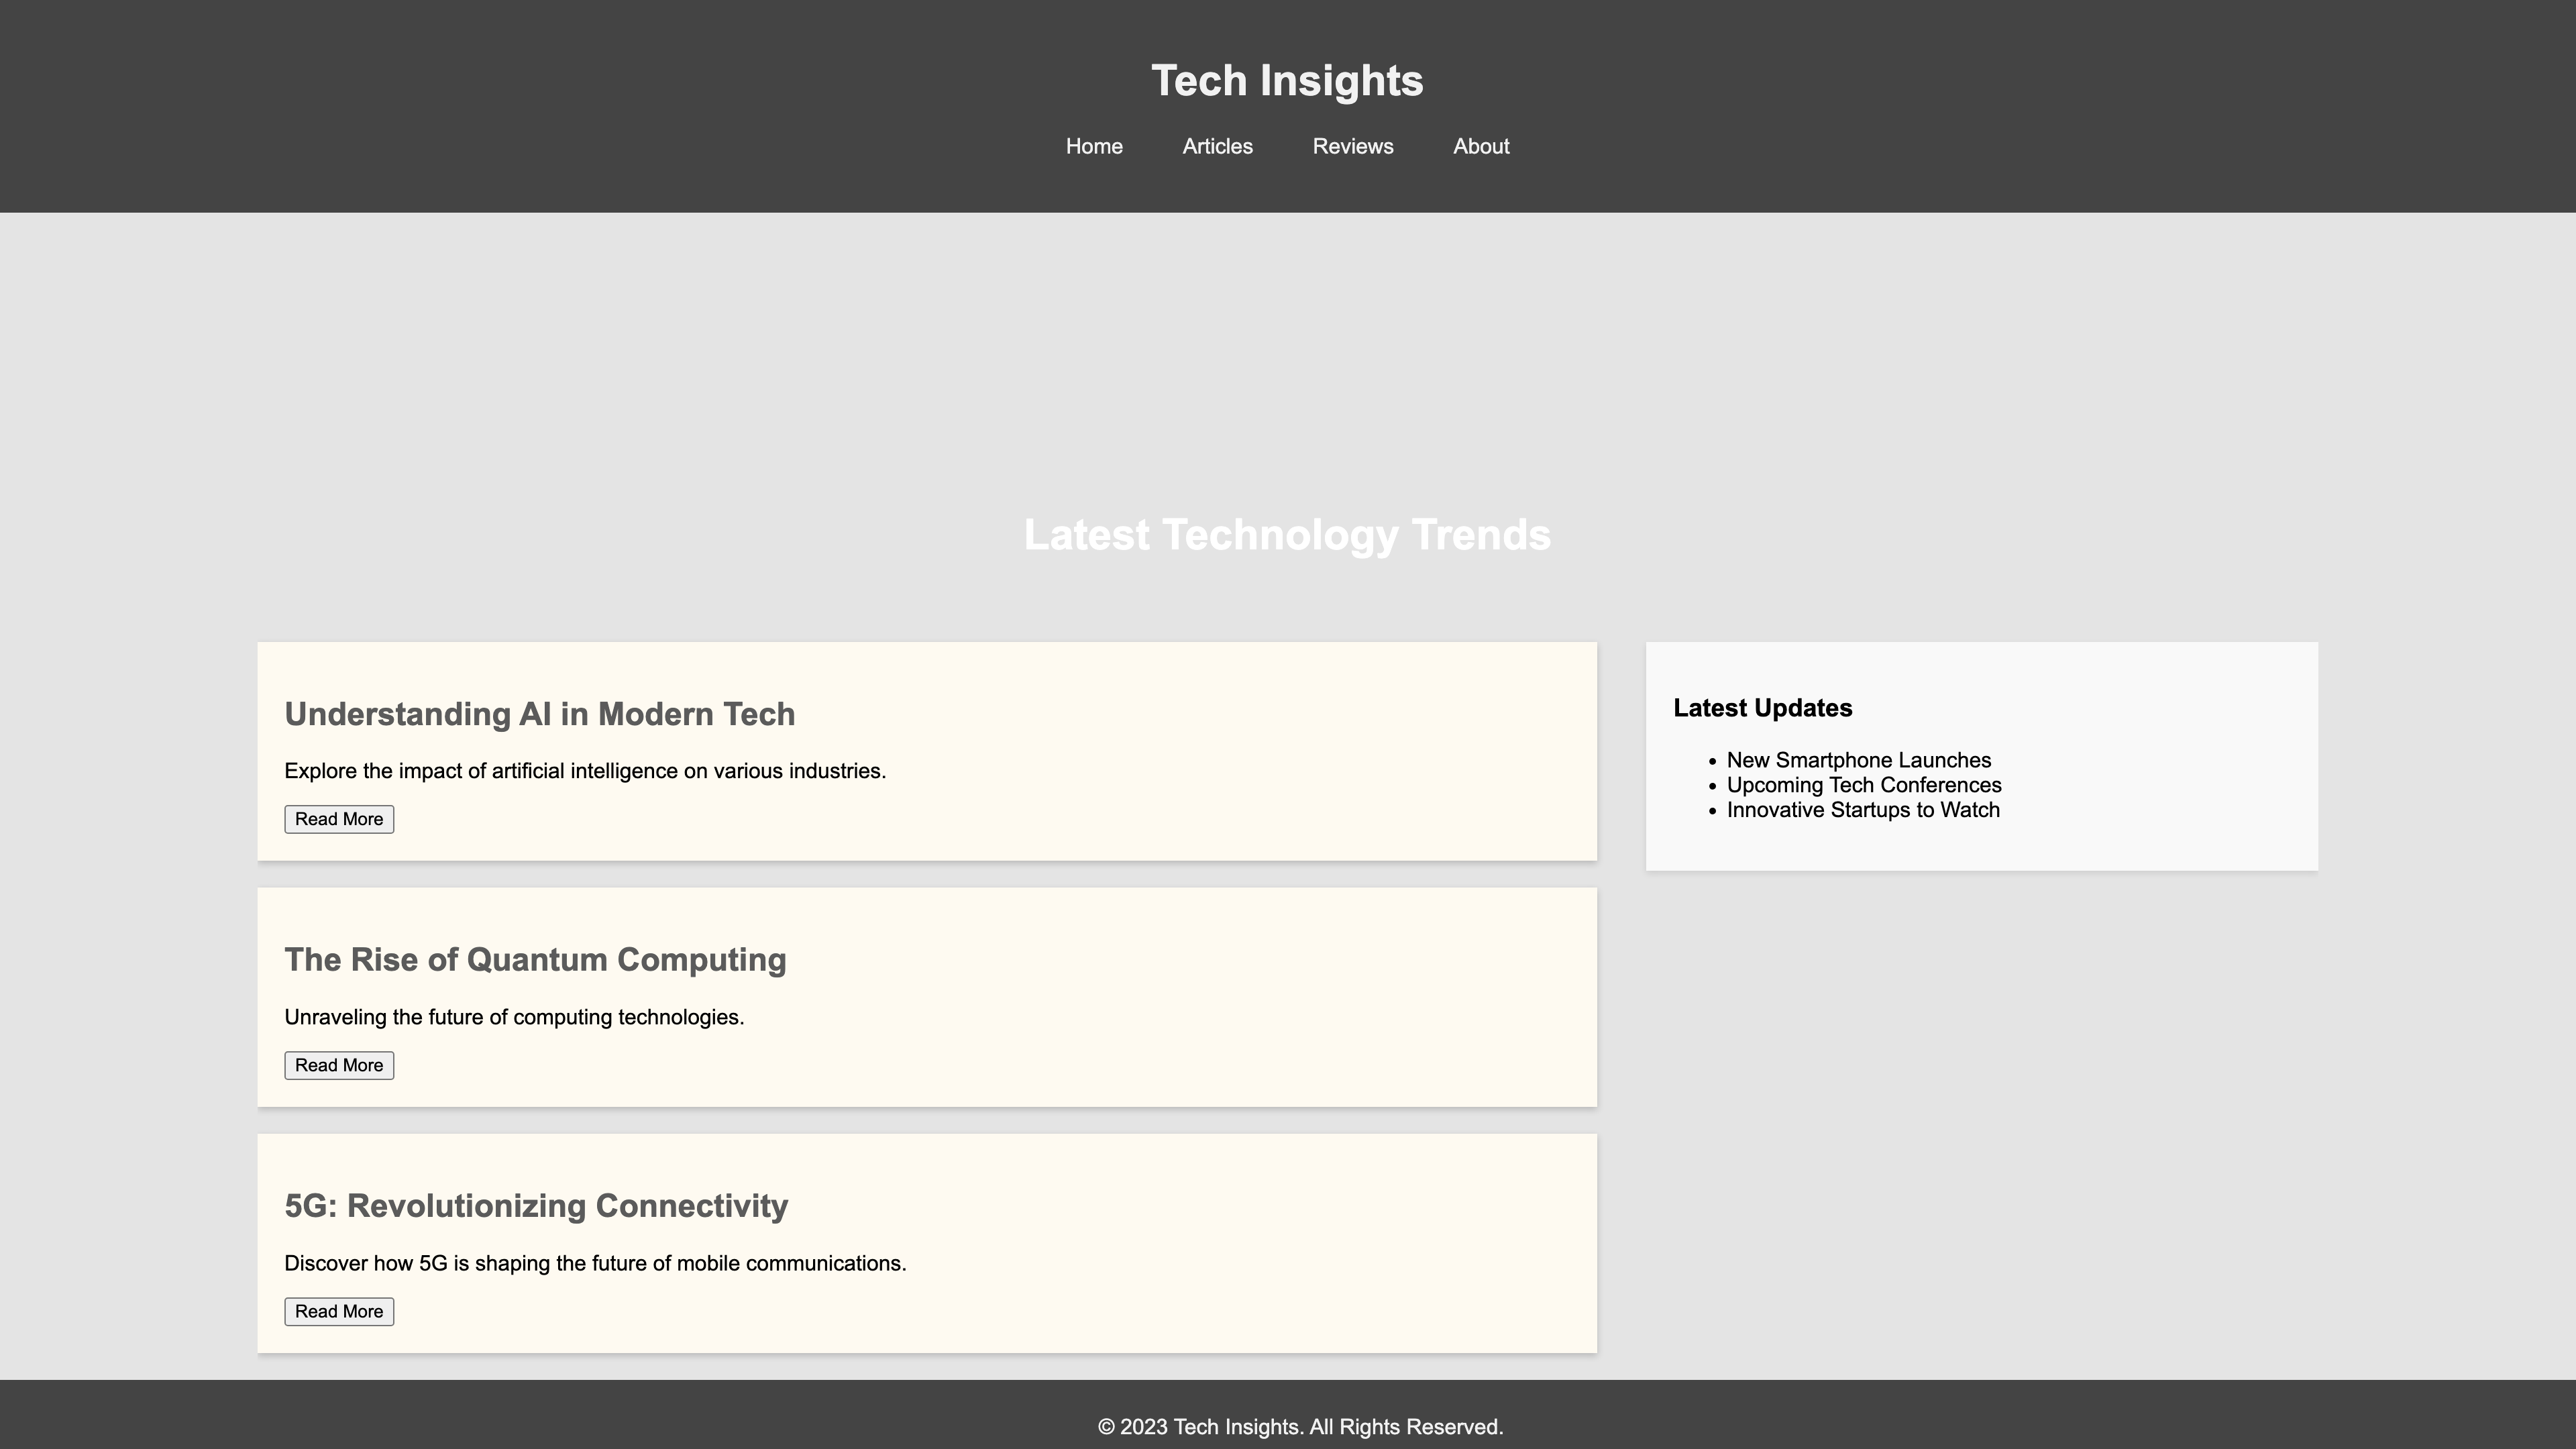 Tech Insights
Home Articles Reviews About
Latest Technology Trends
Understanding AI in Modern Tech
Explore the impact of artificial intelligence on various industries.
Read More
The Rise of Quantum Computing
Unraveling the future of computing technologies.
Read More
5G: Revolutionizing Connectivity
Discover how 5G is shaping the future of mobile communications.
Read More
Latest Updates
• New Smartphone Launches
• Upcoming Tech Conferences
• Innovative Startups to Watch
© 2023 Tech Insights. All Rights Reserved.